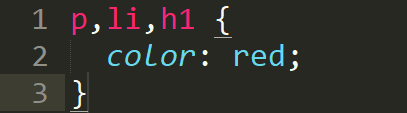 1 p,li,h1 {
2   color: red;
3 }